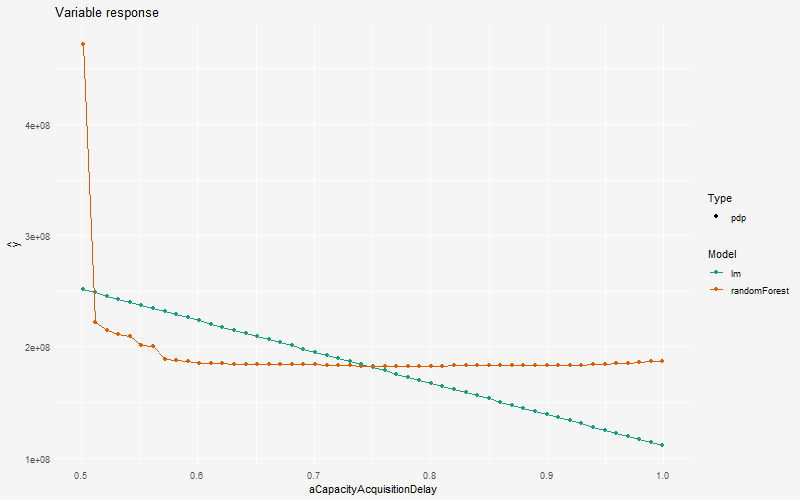 Variable response
4e+08
3e+08
2e+08
1e+08
ŷ
0.5 0.6 0.7 0.8 0.9 1.0
aCapacityAcquisitionDelay
Type
pdp
Model
lm
randomForest